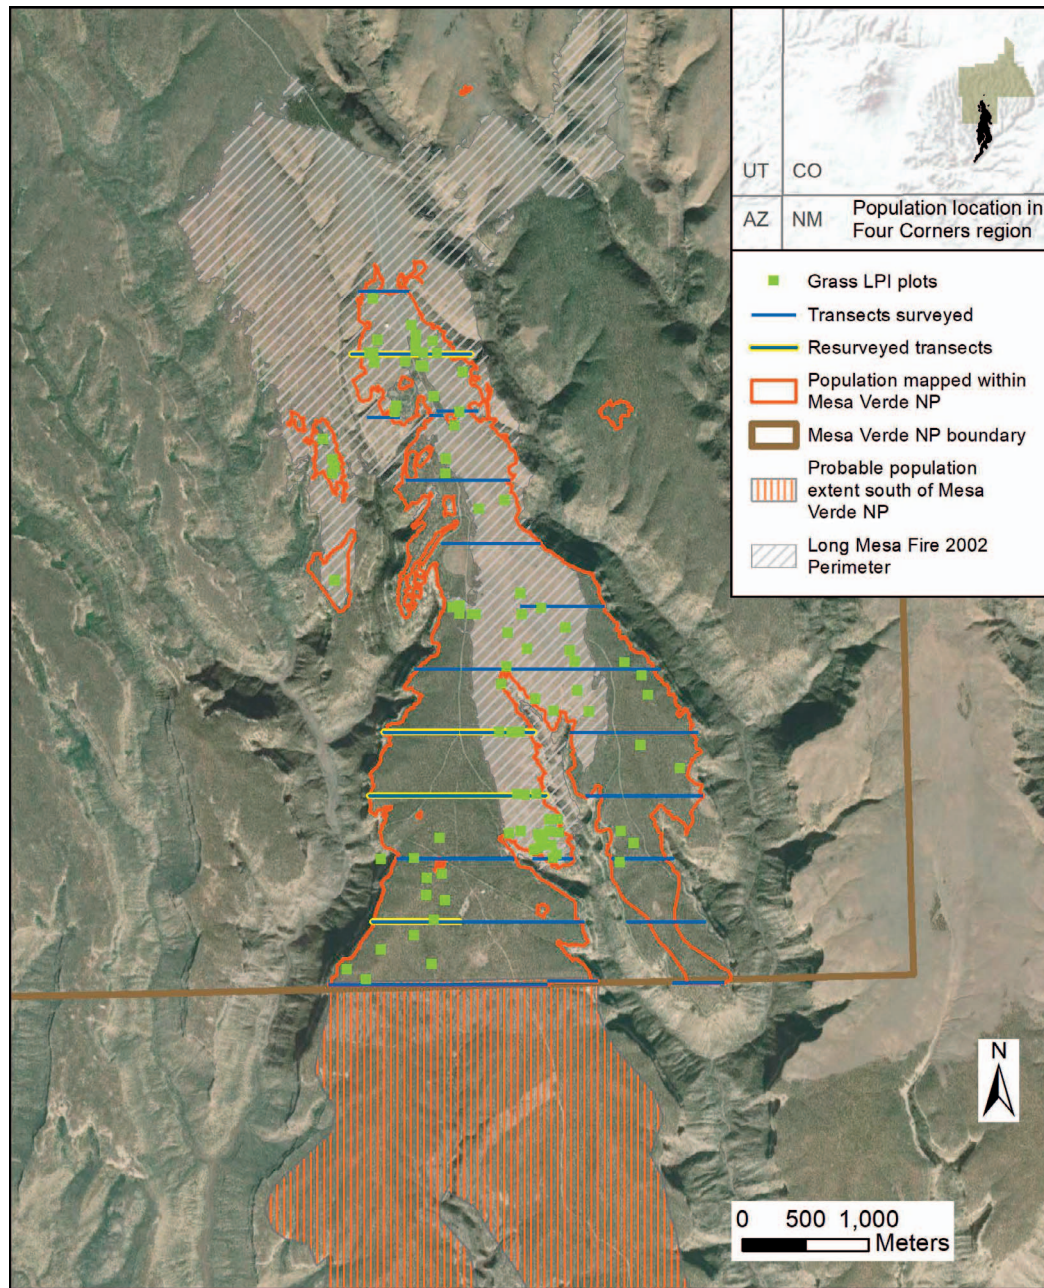 UT
CO
AZ
NM
Population location in
Four Corners region
Grass LPI plots
Transects surveyed
Resurveyed transects
Population mapped within
Mesa Verde NP
Mesa Verde NP boundary
Probable population
extent south of Mesa
Verde NP
Long Mesa Fire 2002
Perimeter
N
0 500 1,000
Meters